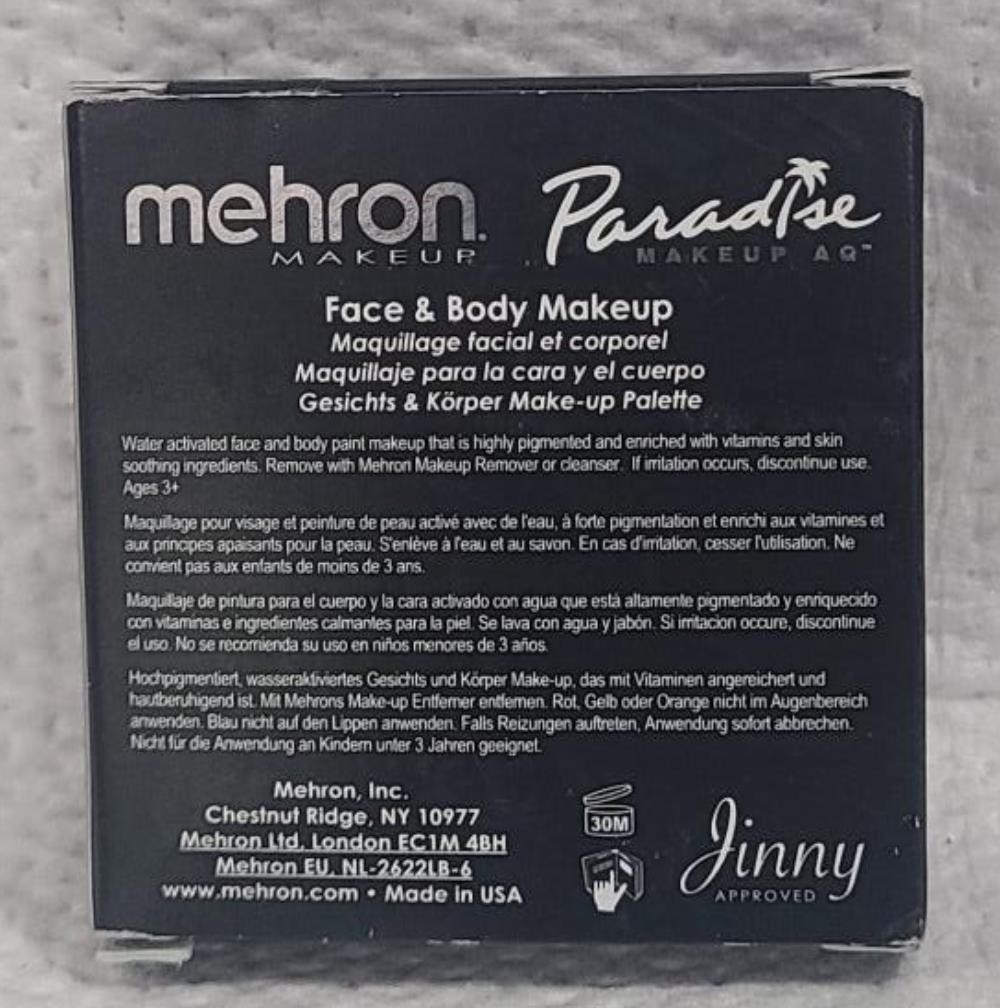 mehron.
MAKEUP
Paradise
MAKEUP AQ™
Face & Body Makeup
Maquillage facial et corporel
Maquillaje para la cara y el cuerpo
Gesichts & Körper Make-up Palette
Water activated face and body paint makeup that is highly pigmented and enriched with vitamins and skin
soothing ingredients. Remove with Mehron Makeup Remover or cleanser. If irritation occurs, discontinue use.
Ages 3+
Maquillage pour visage et peinture de peau activé avec de l'eau, à forte pigmentation et enrichi aux vitamines et
aux principes apaisants pour la peau. S'enlève à l'eau et au savon. En cas d'irritation, cesser l'utilisation. Ne
convient pas aux enfants de moins de 3 ans.
Maquillaje de pintura para el cuerpo y la cara activado con agua que está altamente pigmentado y enriquecido
con vitaminas e ingredientes calmantes para la piel. Se lava con agua y jabón. Si irritacion occure, discontinue
el uso. No se recomienda su uso en niños menores de 3 años.
Hochpigmentiert, wasseraktiviertes Gesichts und Körper Make-up, das mit Vitaminen angereichert und
hautberuhigend ist. Mit Mehrons Make-up Entferner entfernen. Rot, Gelb oder Orange nicht im Augenbereich
anwenden. Blau nicht auf den Lippen anwenden. Falls Reizungen auftreten, Anwendung sofort abbrechen.
Nicht für die Anwendung an Kindern unter 3 Jahren geeignet.
Mehron, Inc.
Chestnut Ridge, NY 10977
Mehron Ltd, London EC1M 4BH
Mehron EU, NL-2622LB-6
www.mehron.com • Made in USA
30M
Jinny
APPROVED